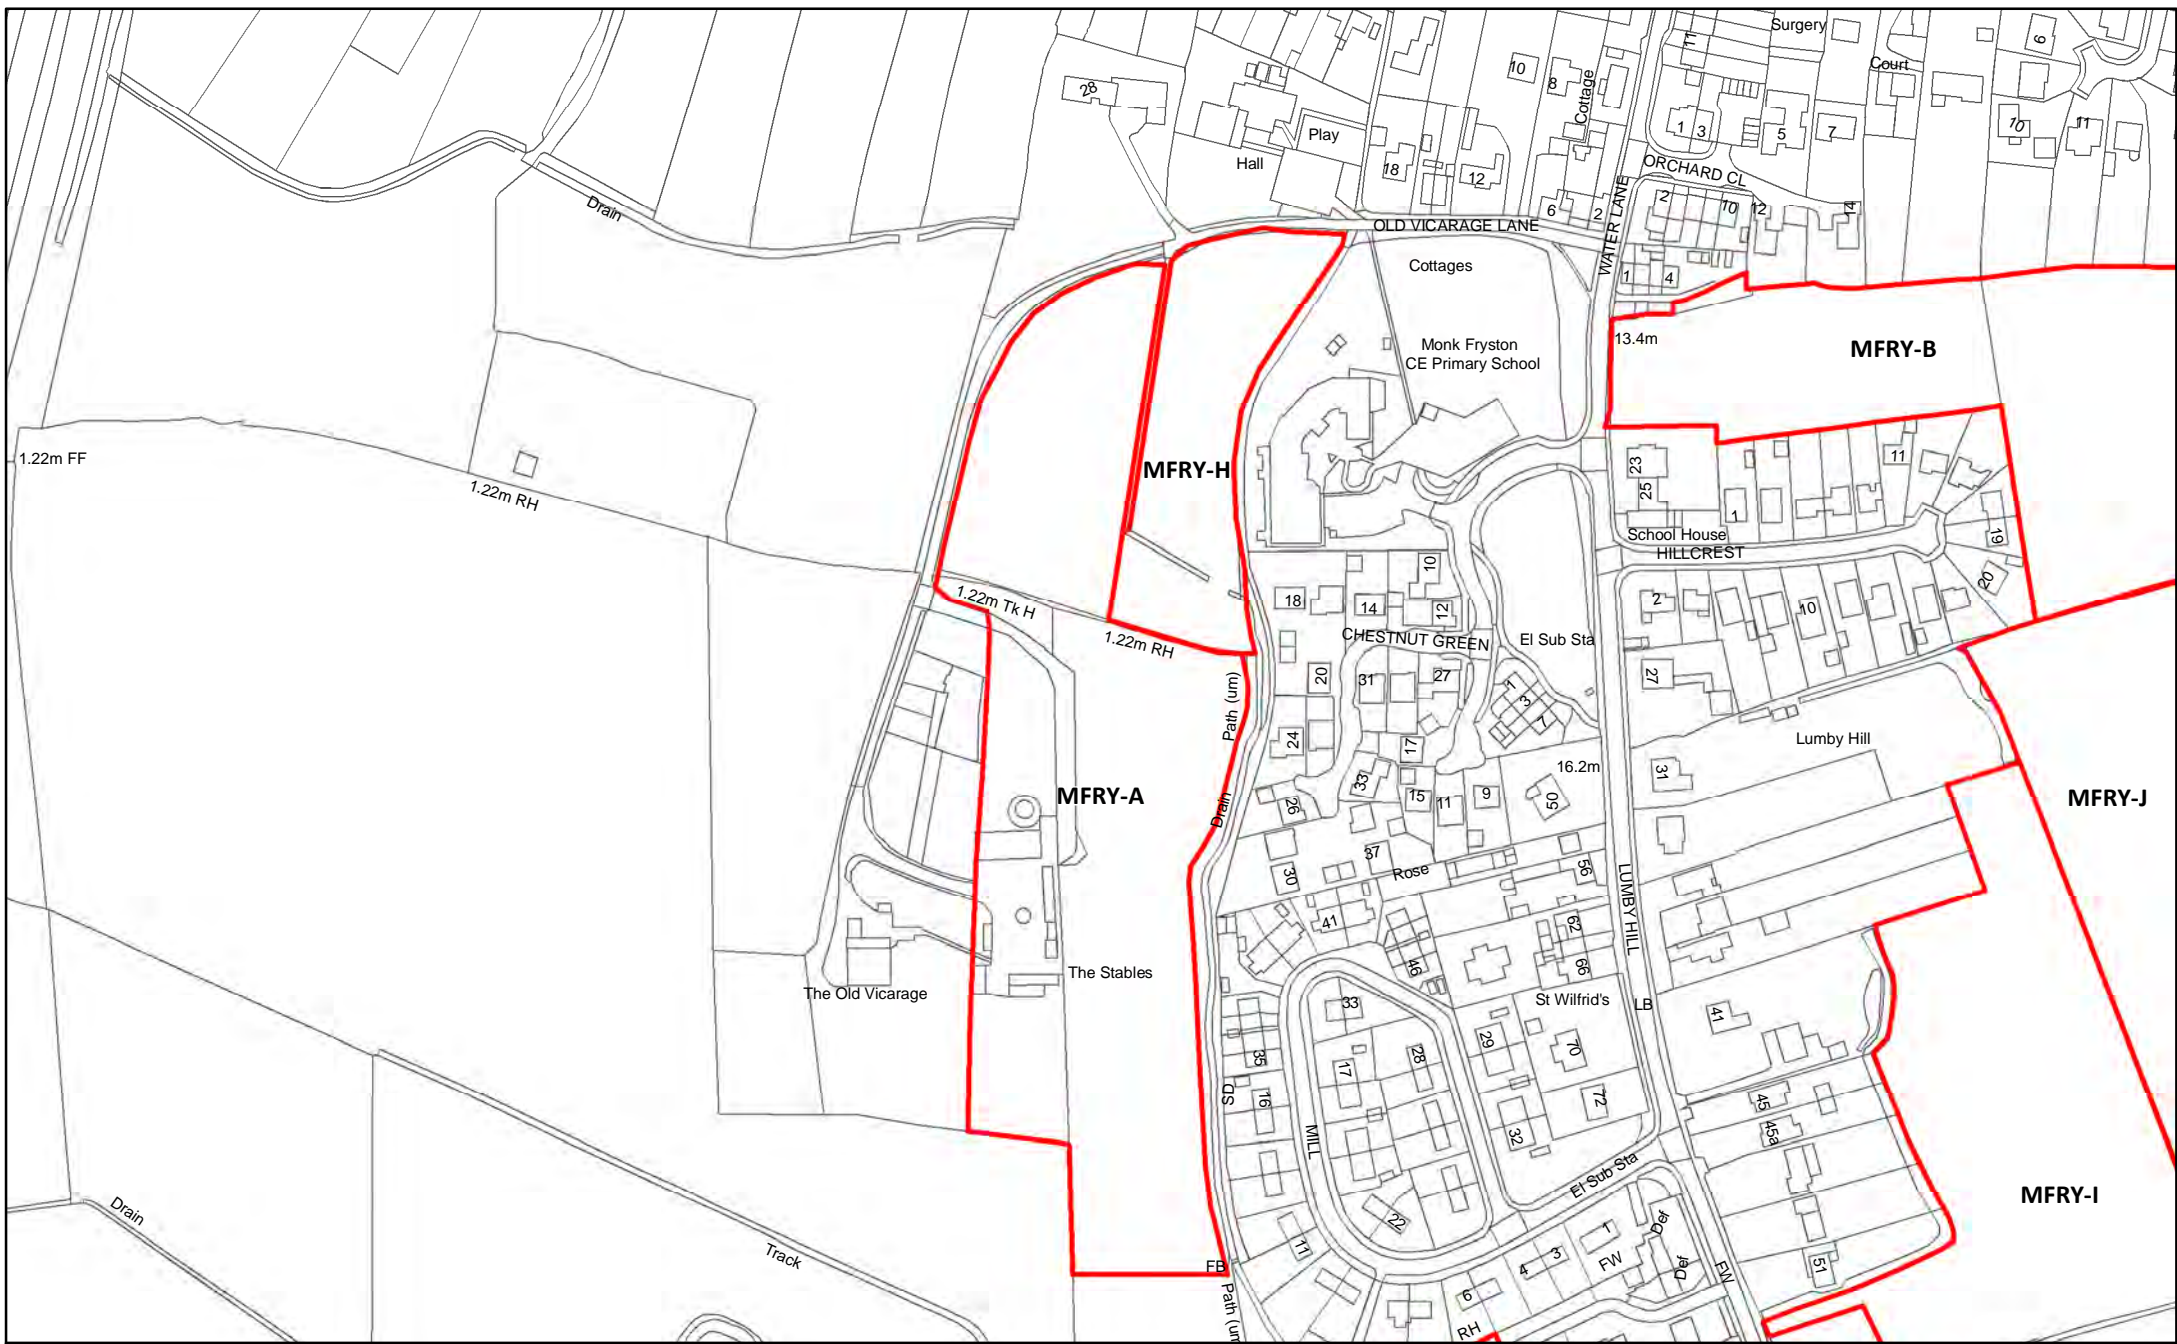 Surgery
11
6
Court
28
10
8
Cottage
Play
1
3
5
7
10
11
Hall
18
12
ORCHARD CL
6
2
WATER LANE
2
10
12
14
OLD VICARAGE LANE
Cottages
1
4
13.4m
Monk Fryston
CE Primary School
MFRY-B
1.22m FF
MFRY-H
1.22m RH
23
11
25
1
School House
HILLCREST
19
20
10
18
14
12
2
10
1.22m Tk H
1.22m RH
CHESTNUT GREEN
El Sub Sta
27
20
31
27
Path (um)
1
3
7
24
17
Lumby Hill
16.2m
31
33
MFRY-A
MFRY-J
26
15
11
9
50
Drain
37
30
Rose
56
LUMBY HILL
41
62
46
66
The Stables
The Old Vicarage
33
St Wilfrid's
LB
41
35
29
70
28
17
SD
16
72
45
45a
MILL
32
El Sub Sta
MFRY-I
Drain
22
Def
1
11
3
FW
Track
4
Def
FW
51
FB
6
Path (um
RH
Drain